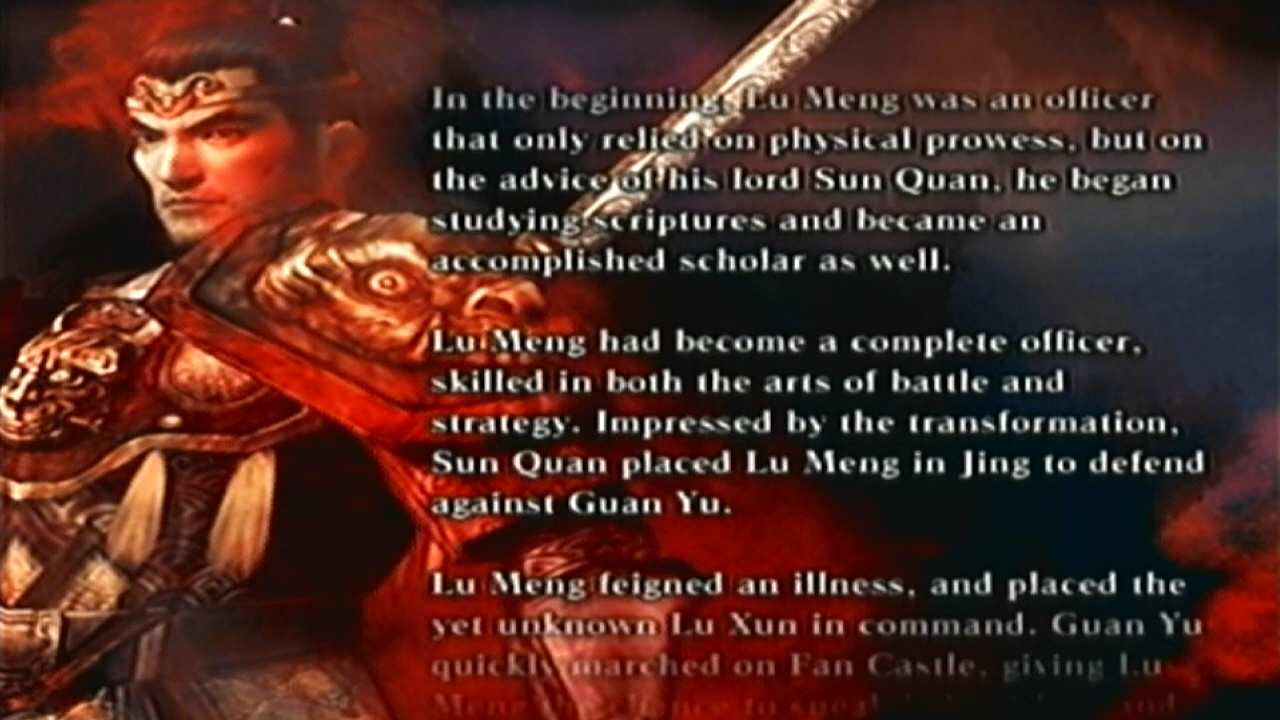 In the beginning, Lu Meng was an officer
that only relied on physical prowess, but on
the advice of his lord Sun Quan, he began
studying scriptures and became an
accomplished scholar as well.
Lu Meng had become a complete officer,
skilled in both the arts of battle and
strategy. Impressed by the transformation,
Sun Quan placed Lu Meng in Jing to defend
against Guan Yu.
Lu Meng feigned an illness, and placed the
yet unknown Lu Xun in command. Guan Yu
quickly marched on Fan Castle, giving Lu
Meng chance to